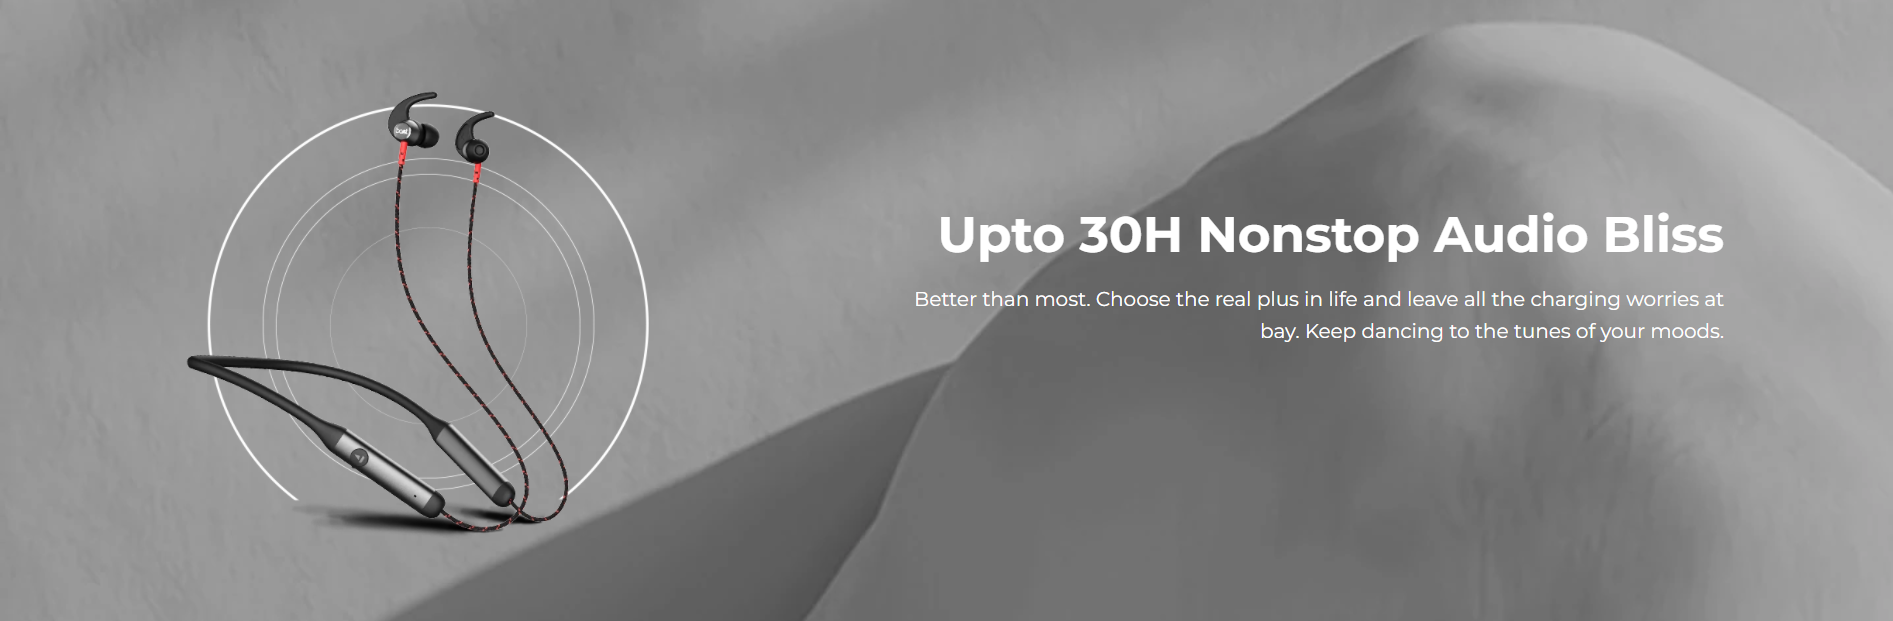 boAt
Upto 30H Nonstop Audio Bliss
Better than most. Choose the real plus in life and leave all the charging worries at
bay. Keep dancing to the tunes of your moods.